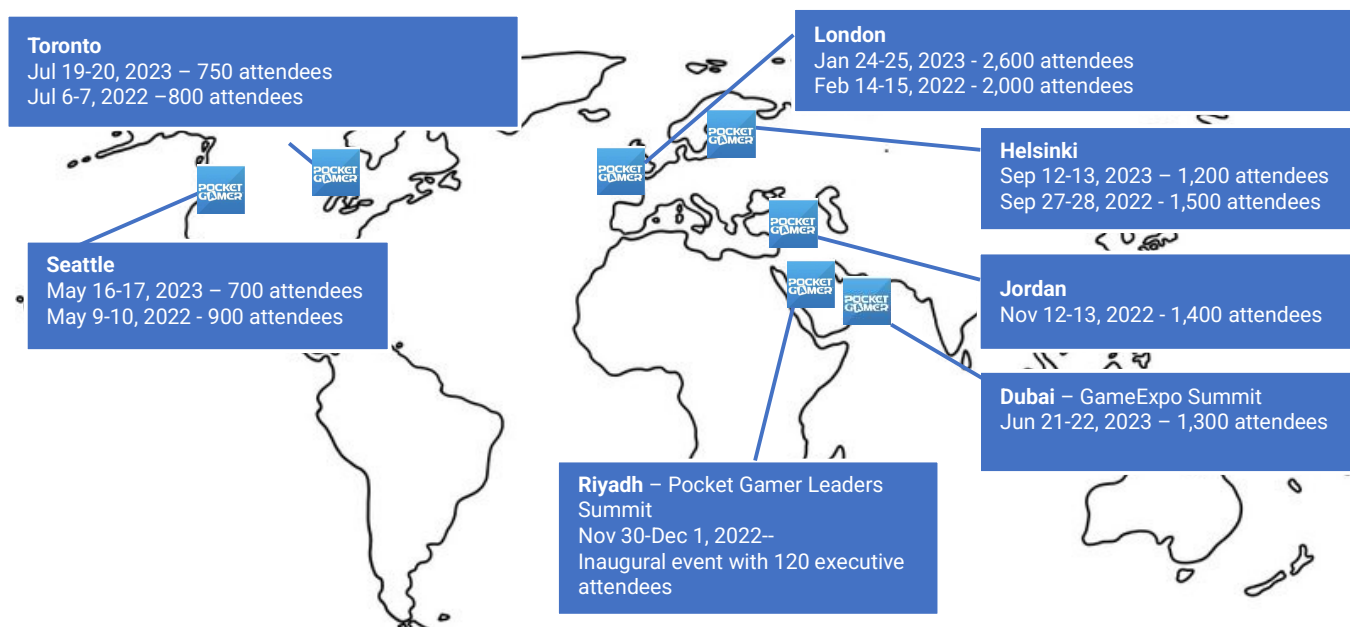 Toronto
Jul 19-20, 2023 – 750 attendees
Jul 6-7, 2022 –800 attendees
London
Jan 24-25, 2023 - 2,600 attendees
Feb 14-15, 2022 - 2,000 attendees
POCKET
GAMER
POCKET
GAMER
POCKET
GAMER
POCKET
GAMER
Helsinki
Sep 12-13, 2023 – 1,200 attendees
Sep 27-28, 2022 - 1,500 attendees
POCKET
GAMER
Seattle
May 16-17, 2023 – 700 attendees
May 9-10, 2022 - 900 attendees
POCKET
GAMER
POCKET
GAMER
Jordan
Nov 12-13, 2022 - 1,400 attendees
Dubai – GameExpo Summit
Jun 21-22, 2023 – 1,300 attendees
Riyadh – Pocket Gamer Leaders
Summit
Nov 30-Dec 1, 2022--
Inaugural event with 120 executive
attendees